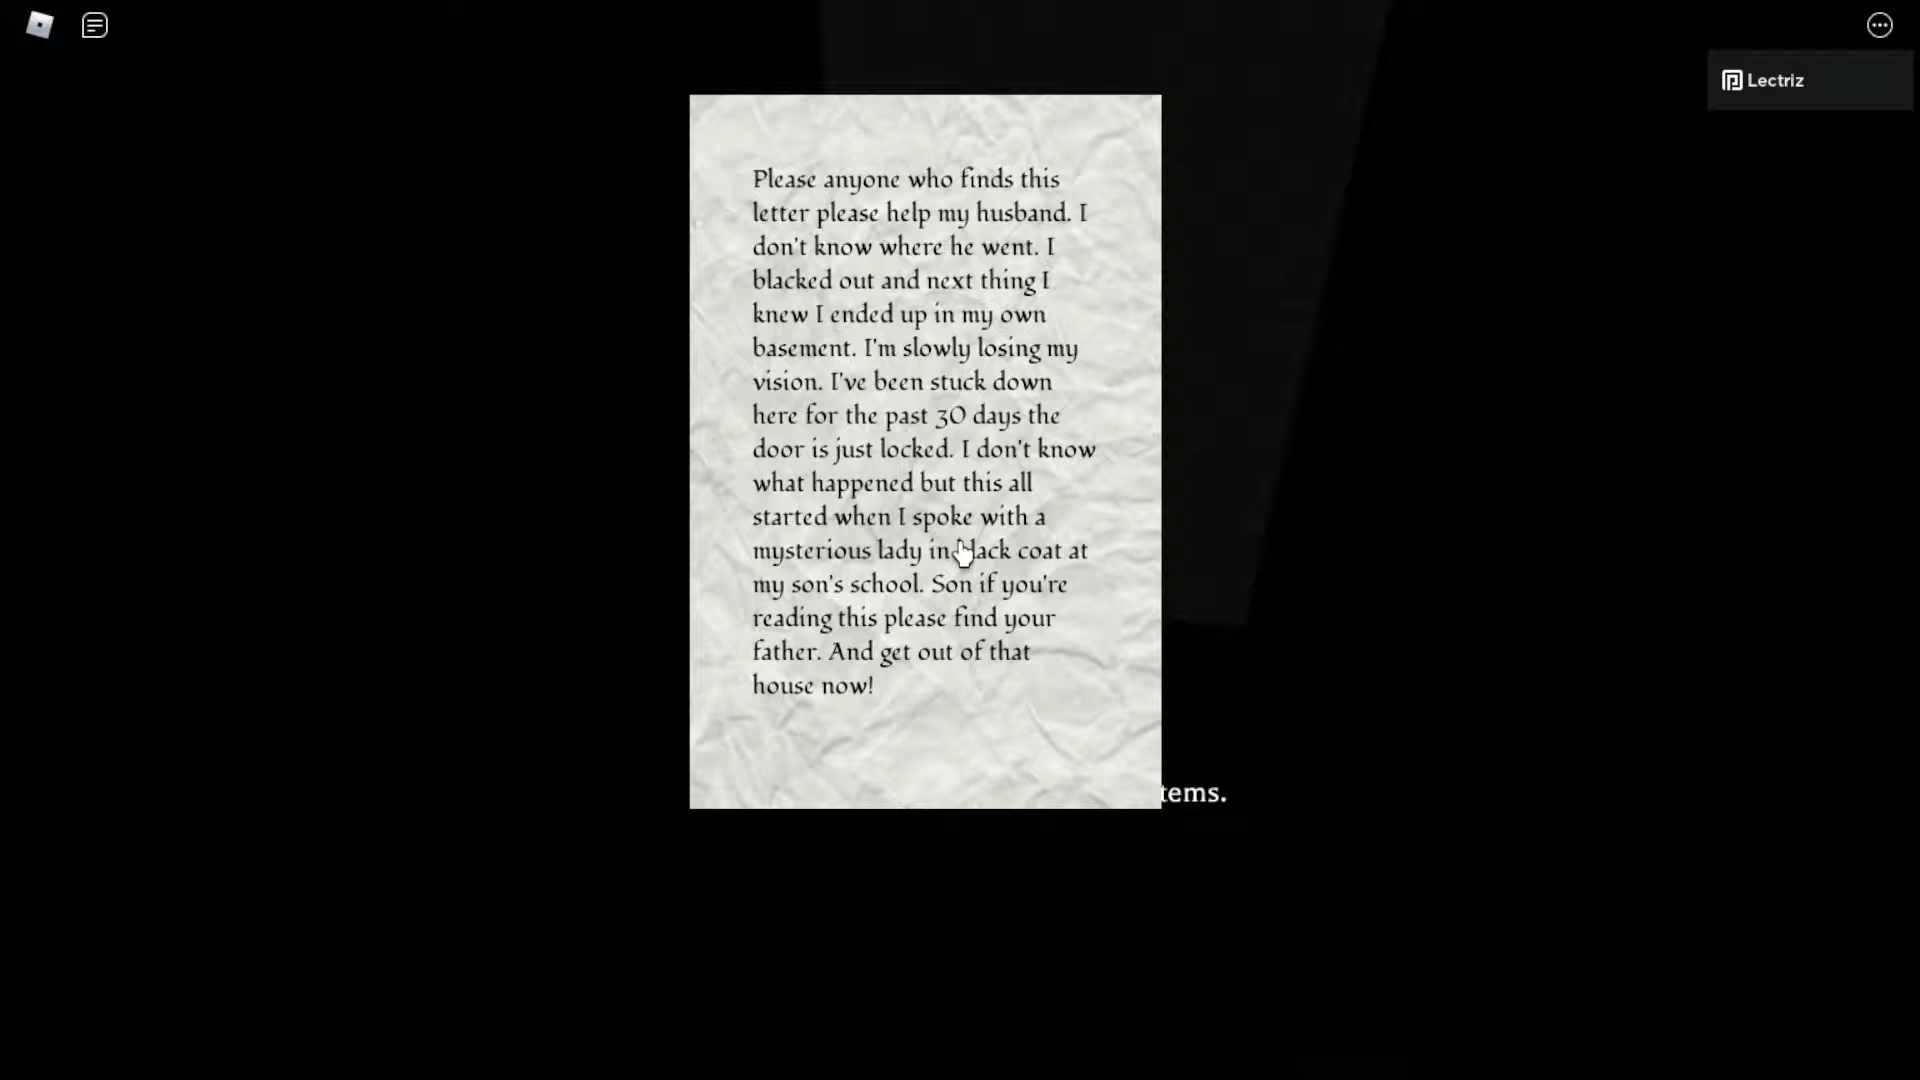 Lectriz
Please anyone who finds this
letter please help my husband. I
don't know where he went. I
blacked out and next thing I
knew I ended up in my own
basement. I'm slowly losing my
vision. I've been stuck down
here for the past 30 days the
door is just locked. I don't know
what happened but this all
started when I spoke with a
mysterious lady in black coat at
my son's school. Son if you're
reading this please find your
father. And get out of that
house now!
tems.